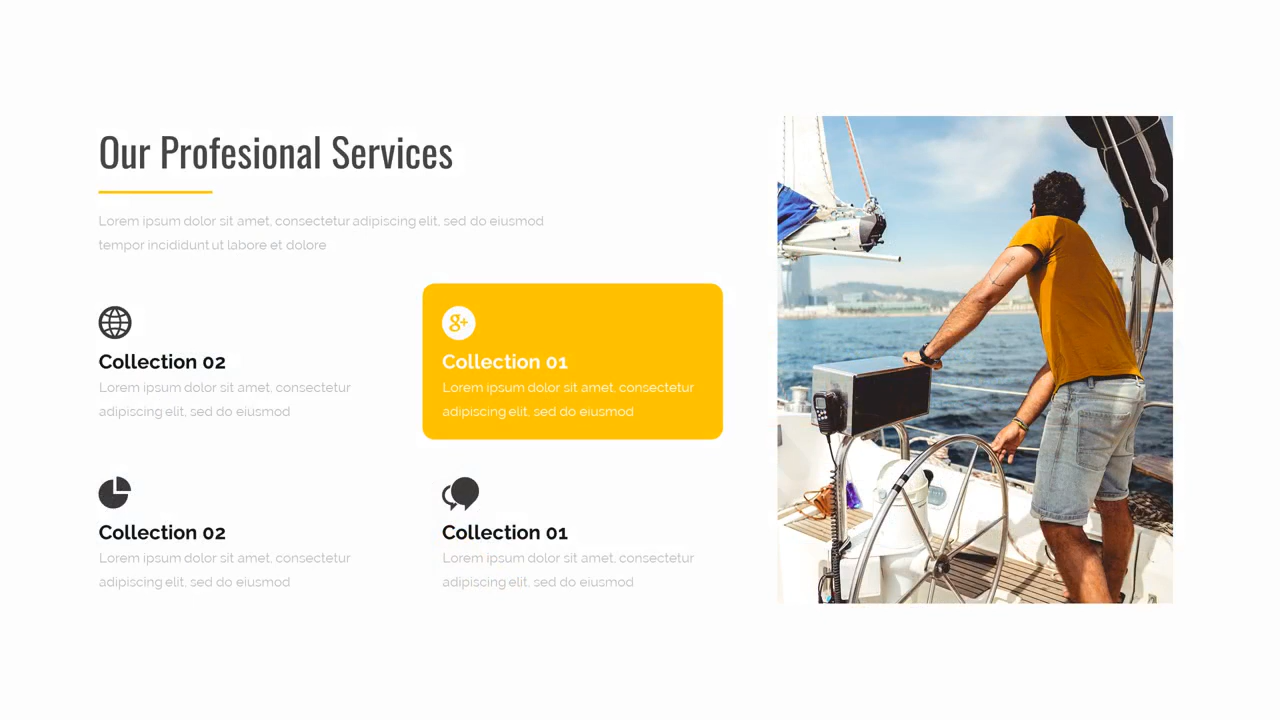 Our Profesional Services
Lorem ipsum dolor sit amet, consectetur adipiscing elit, sed do eiusmod
tempor incididunt ut labore et dolore
Collection 02
Lorem ipsum dolor sit amet, consectetur
adipiscing elit, sed do eiusmod
g+
Collection 01
Lorem ipsum dolor sit amet, consectetur
adipiscing elit, sed do eiusmod
Collection 02
Lorem ipsum dolor sit amet, consectetur
adipiscing elit, sed do eiusmod
Collection 01
Lorem ipsum dolor sit amet, consectetur
adipiscing elit, sed do eiusmod